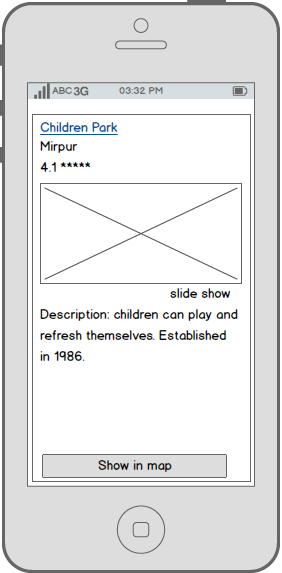 ABC 3G 03:32 PM
Children Park
Mirpur
4.1 *****
slide show
Description: children can play and
refresh themselves. Established
in 1986.
Show in map